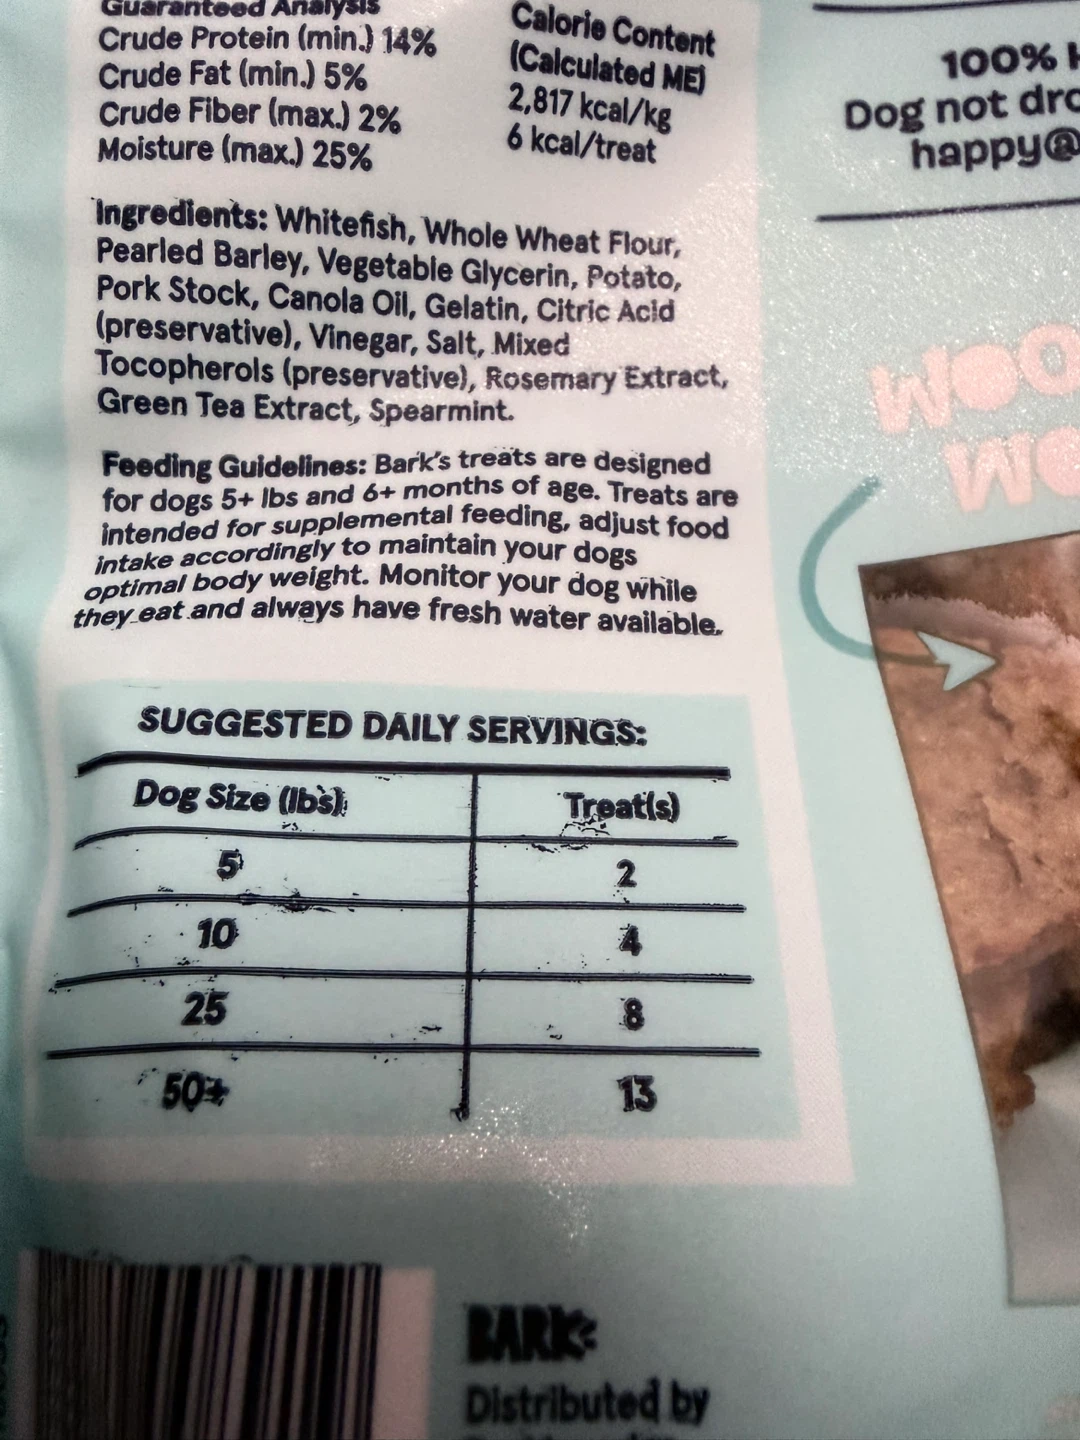 Guaranteed Analysis
Crude Protein (min.) 14%
Crude Fat (min.) 5%
Crude Fiber (max.) 2%
Moisture (max.) 25%
Calorie Content
(Calculated ME)
2,817 kcal/kg
6 kcal/treat
100%
Dog not
happy@
Ingredients: Whitefish, Whole Wheat Flour,
Pearled Barley, Vegetable Glycerin, Potato,
Pork Stock, Canola Oil, Gelatin, Citric Acid
(preservative), Vinegar, Salt, Mixed
Tocopherols (preservative), Rosemary Extract,
Green Tea Extract, Spearmint.
Feeding Guidelines: Bark's treats are designed
for dogs 5+ lbs and 6+ months of age. Treats are
intended for supplemental feeding, adjust food
intake accordingly to maintain your dogs
optimal body weight. Monitor your dog while
they eat and always have fresh water available.
SUGGESTED DAILY SERVINGS:
Dog Size (lbs) Treat(s)
5 2
10 4
25 8
50+ 13
BARK
Distributed by